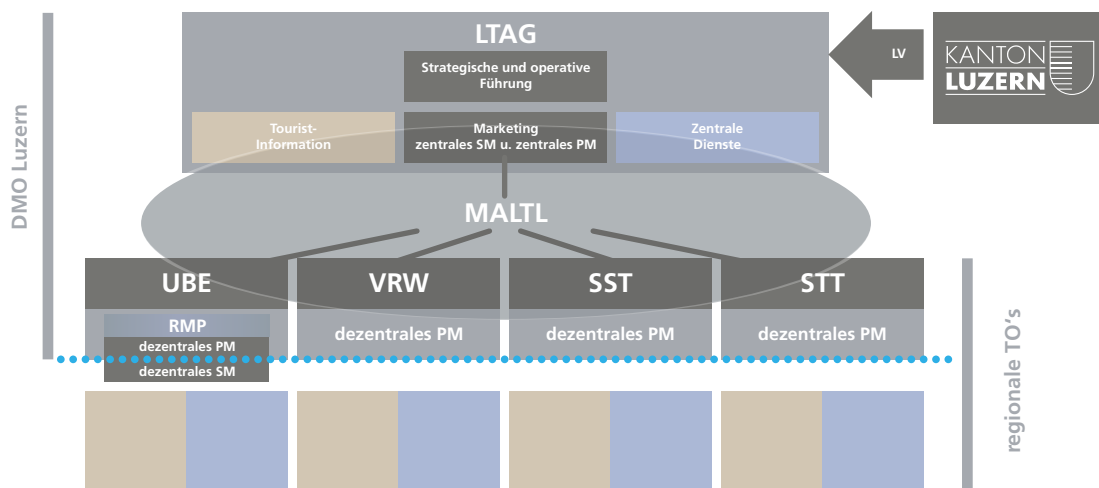 LTAG
Strategische und operative
Führung
LV
KANTON
LUZERN
Tourist-
Information
Marketing
zentrales SM u. zentrales PM
Zentrale
Dienste
DMO Luzern
MALTL
UBE
VRW
SST
STT
RMP
dezentrales PM
dezentrales SM
dezentrales PM
dezentrales PM
dezentrales PM
regionale TO‘s